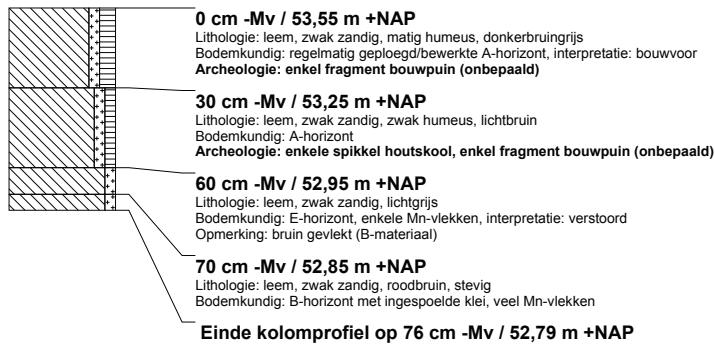 0 cm -Mv / 53,55 m +NAP
Lithologie: leem, zwak zandig, matig humeus, donkerbruingrijs
Bodemkundig: regelmatig geploegd/bewerkte A-horizont, interpretatie: bouwvoor
Archeologie: enkel fragment bouwpuin (onbepaald)
30 cm -Mv / 53,25 m +NAP
Lithologie: leem, zwak zandig, zwak humeus, lichtbruin
Bodemkundig: A-horizont
Archeologie: enkele spikkel houtskool, enkel fragment bouwpuin (onbepaald)
60 cm -Mv / 52,95 m +NAP
Lithologie: leem, zwak zandig, lichtgrijs
Bodemkundig: E-horizont, enkele Mn-vlekken, interpretatie: verstoord
Opmerking: bruin gevlekt (B-materiaal)
70 cm -Mv / 52,85 m +NAP
Lithologie: leem, zwak zandig, roodbruin, stevig
Bodemkundig: B-horizont met ingespoelde klei, veel Mn-vlekken
Einde kolomprofiel op 76 cm -Mv / 52,79 m +NAP